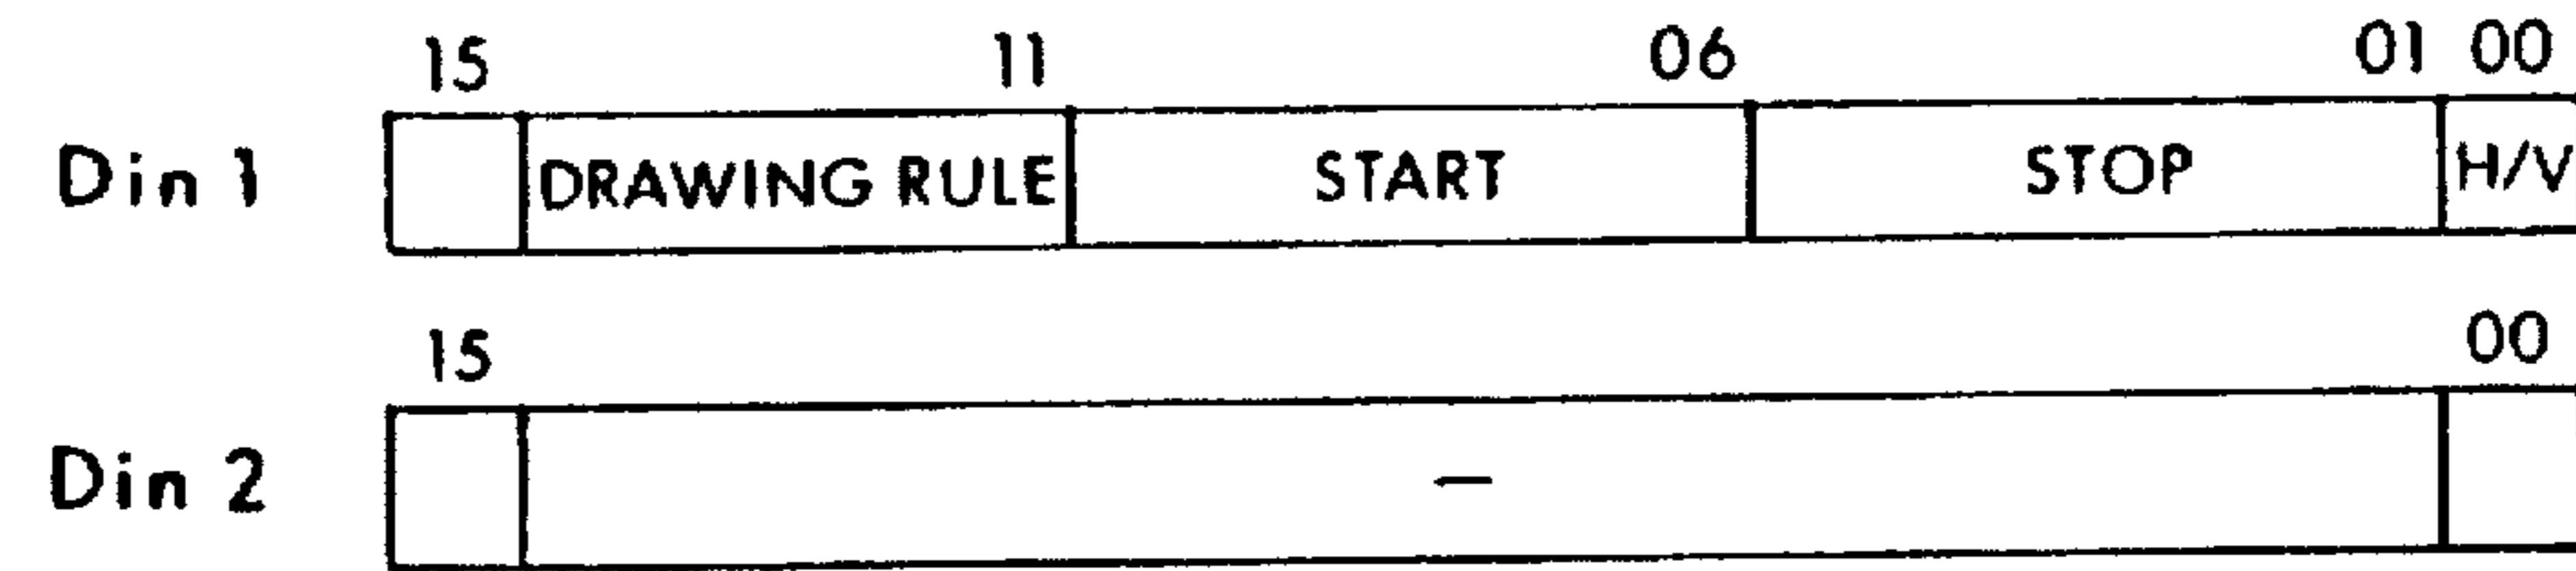 15 11 06 01 00
Din 1 DRAWING RULE START STOP H/V
15 00
Din 2 —